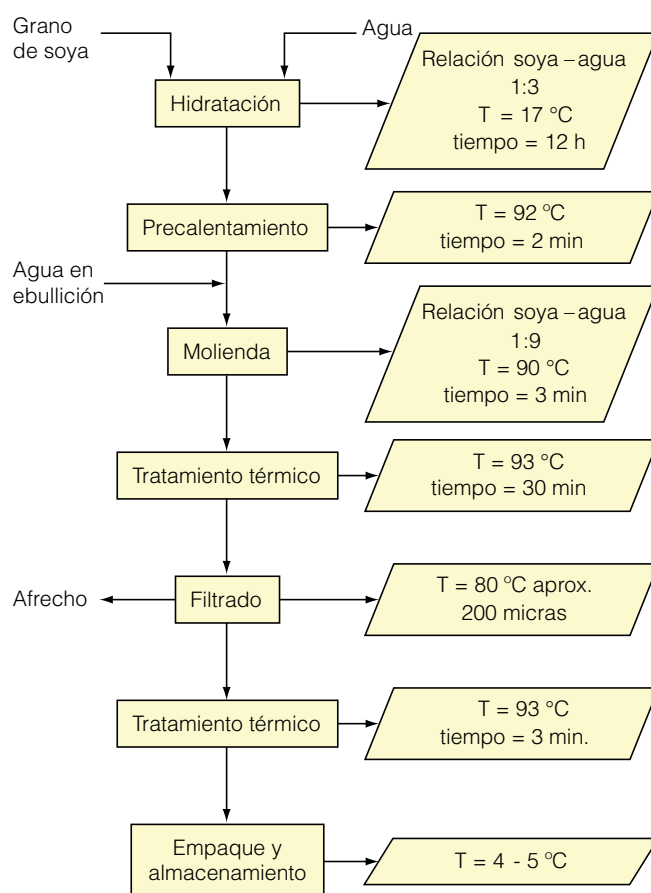 Grano
de soya
Agua
Hidratación
Relación soya – agua
1:3
T = 17 °C
tiempo = 12 h
Precalentamiento
T = 92 °C
tiempo = 2 min
Agua en
ebullición
Molienda
Relación soya – agua
1:9
T = 90 °C
tiempo = 3 min
Tratamiento térmico
T = 93 °C
tiempo = 30 min
Afrecho
Filtrado
T = 80 °C aprox.
200 micras
Tratamiento térmico
T = 93 °C
tiempo = 3 min.
Empaque y
almacenamiento
T = 4 - 5 °C